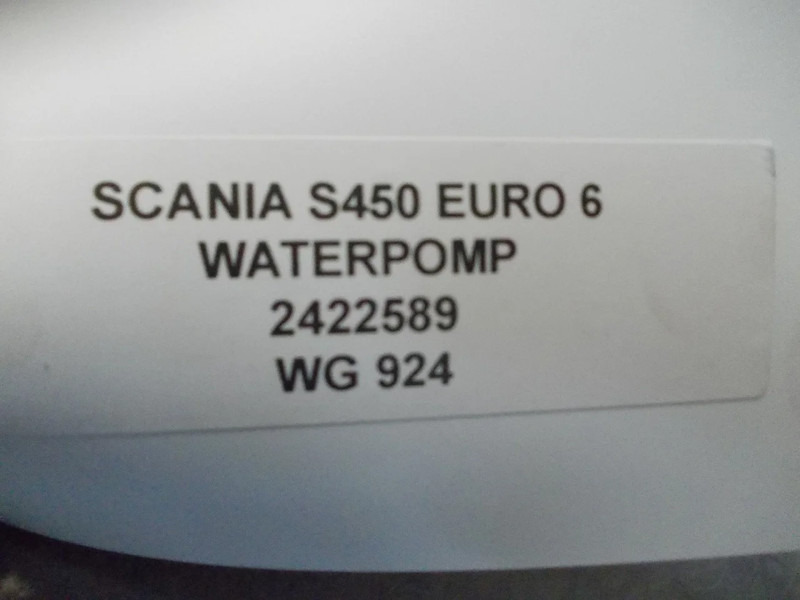 SCANIA S450 EURO 6
WATERPOMP
2422589
WG 924